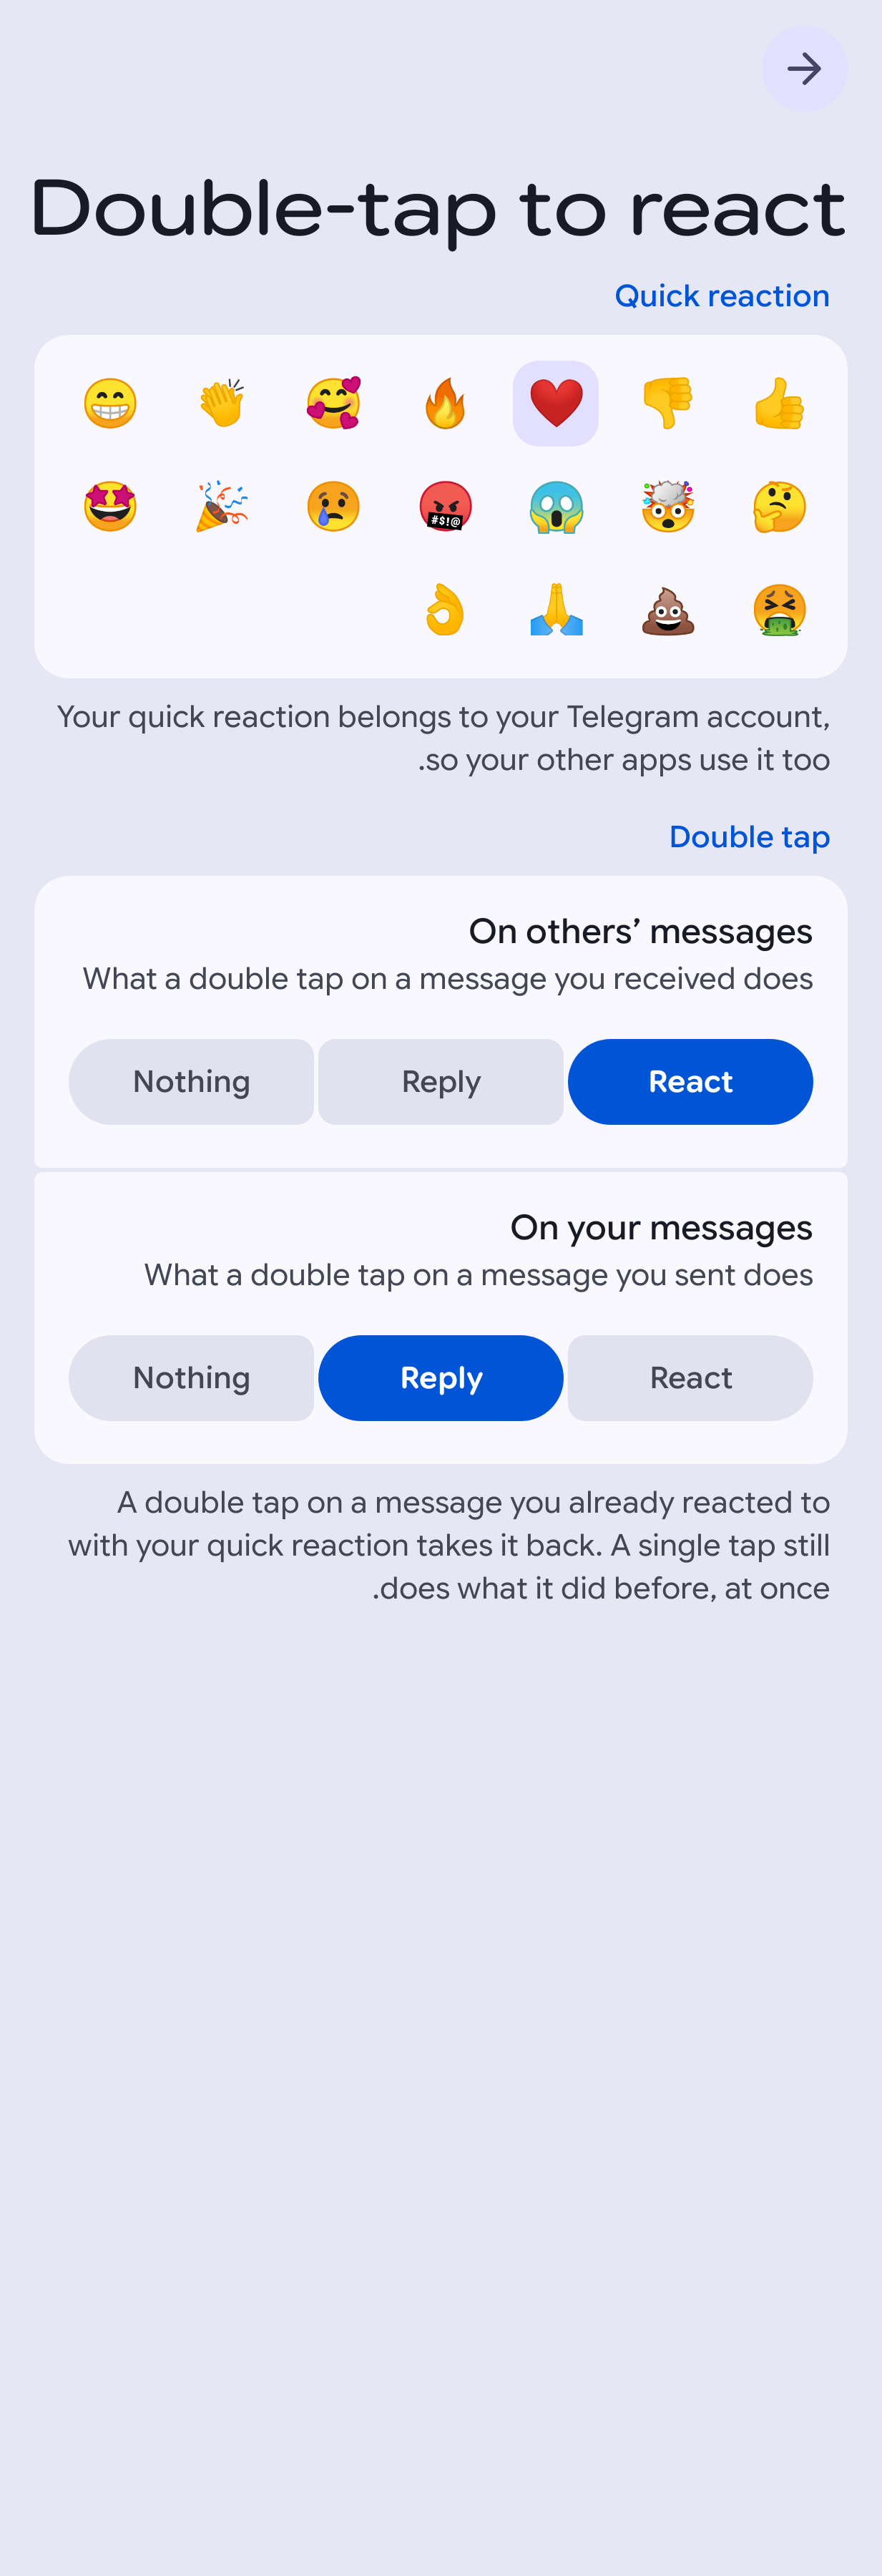 Double-tap to react
Quick reaction
Your quick reaction belongs to your Telegram account,
.so your other apps use it too
Double tap
On others’ messages
What a double tap on a message you received does
Nothing Reply React
On your messages
What a double tap on a message you sent does
Nothing Reply React
A double tap on a message you already reacted to
with your quick reaction takes it back. A single tap still
.does what it did before, at once